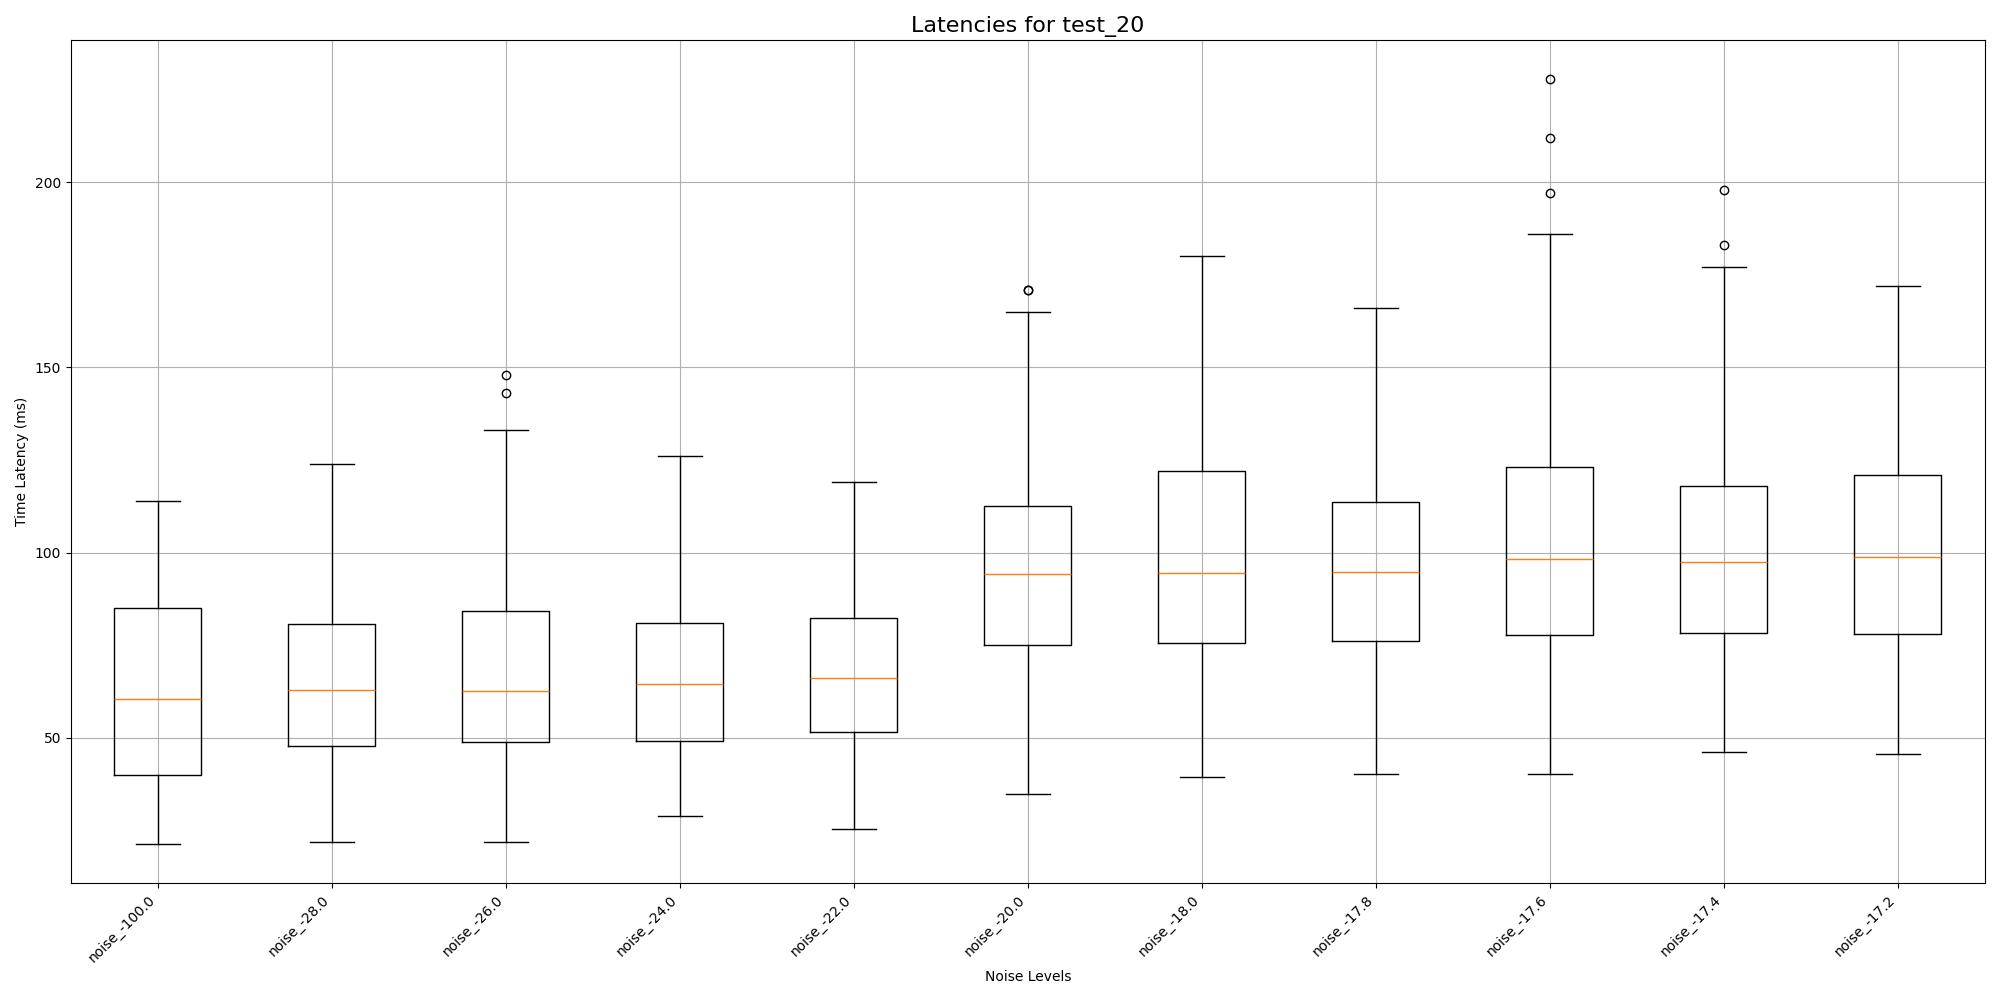 Latencies for test_20
Time Latency (ms)
200
150
100
50
noise_-100.0
noise_-28.0
noise_-26.0
noise_-24.0
noise_-22.0
noise_-20.0
noise_-18.0
noise_-17.8
noise_-17.6
noise_-17.4
noise_-17.2
Noise Levels